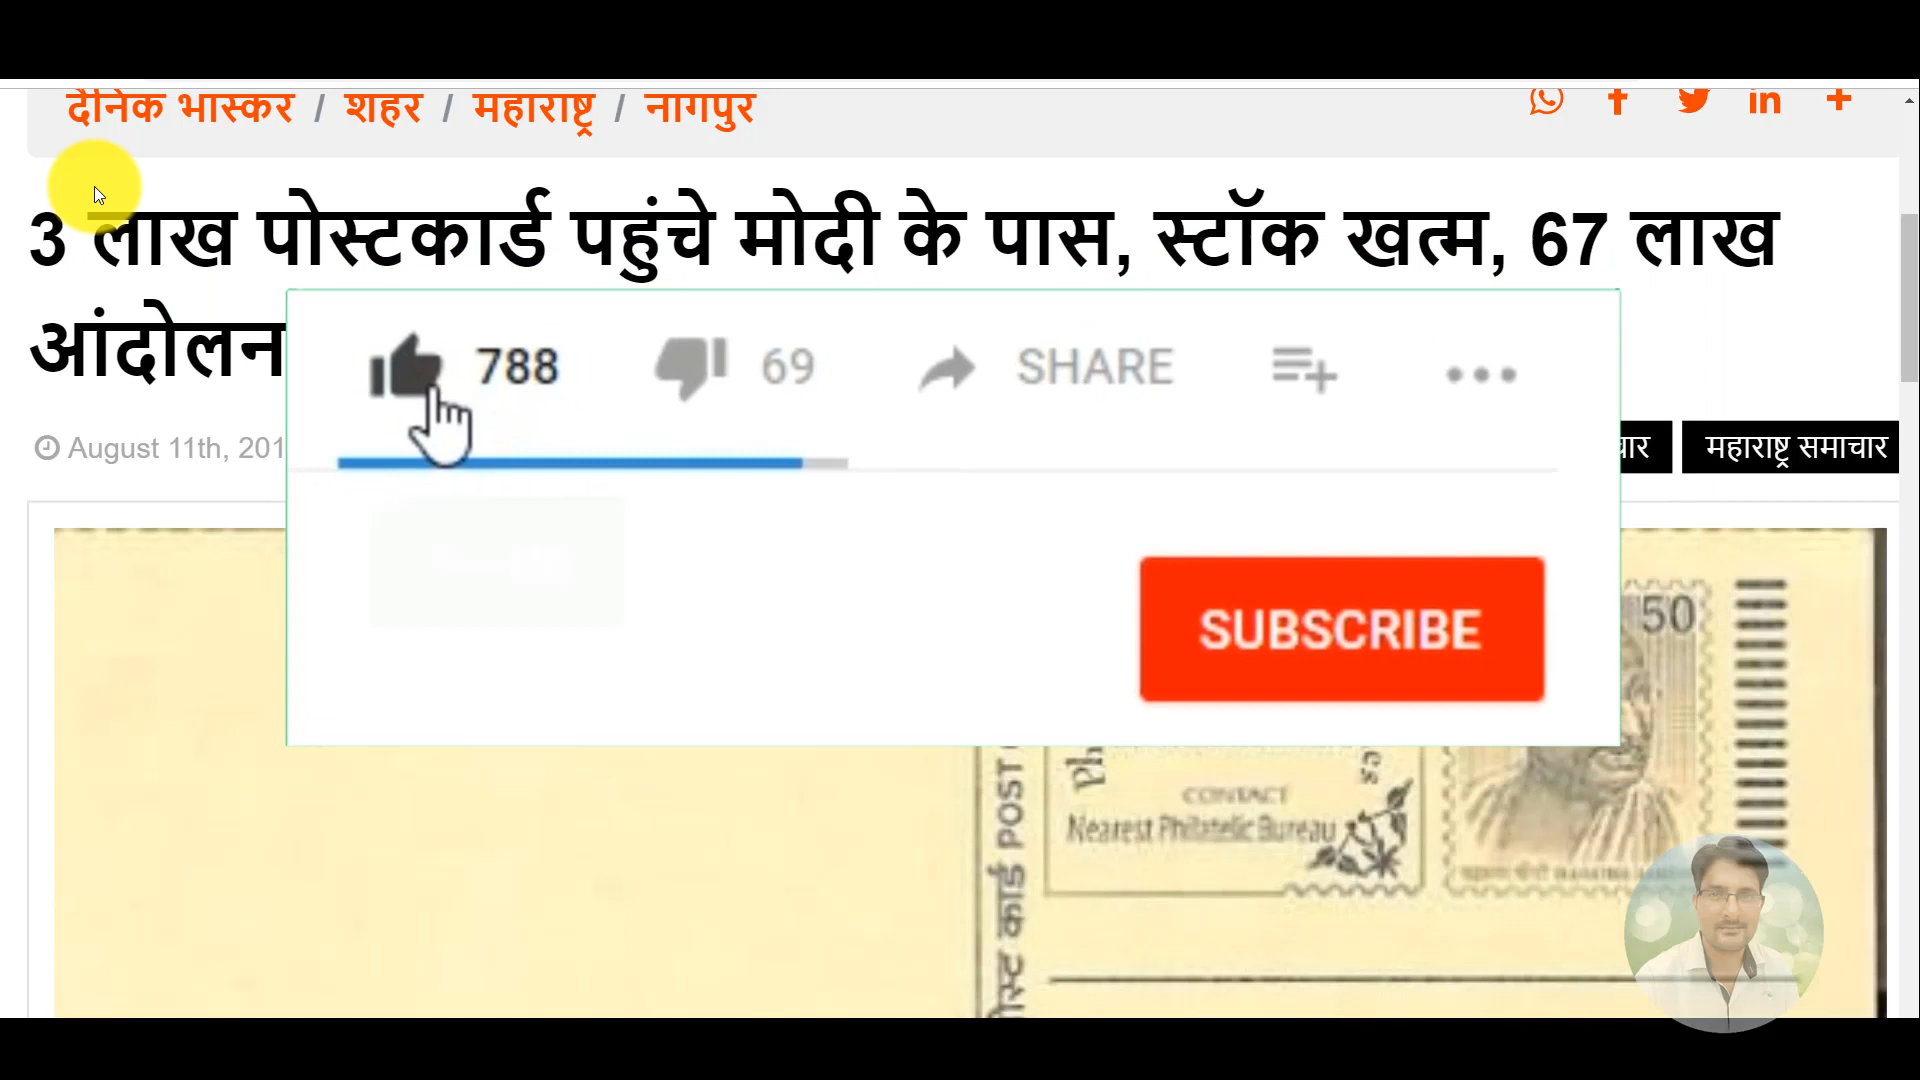 दैनिक भास्कर / शहर / महाराष्ट्र / नागपुर
3 लाख पोस्टकार्ड पहुंचे मोदी के पास, स्टॉक खत्म, 67 लाख
आंदोलन
788 69 SHARE
August 11th, 201
महाराष्ट्र समाचार
SUBSCRIBE
50
CONTACT
Nearest Philatelic Bureau
कार्ड POST